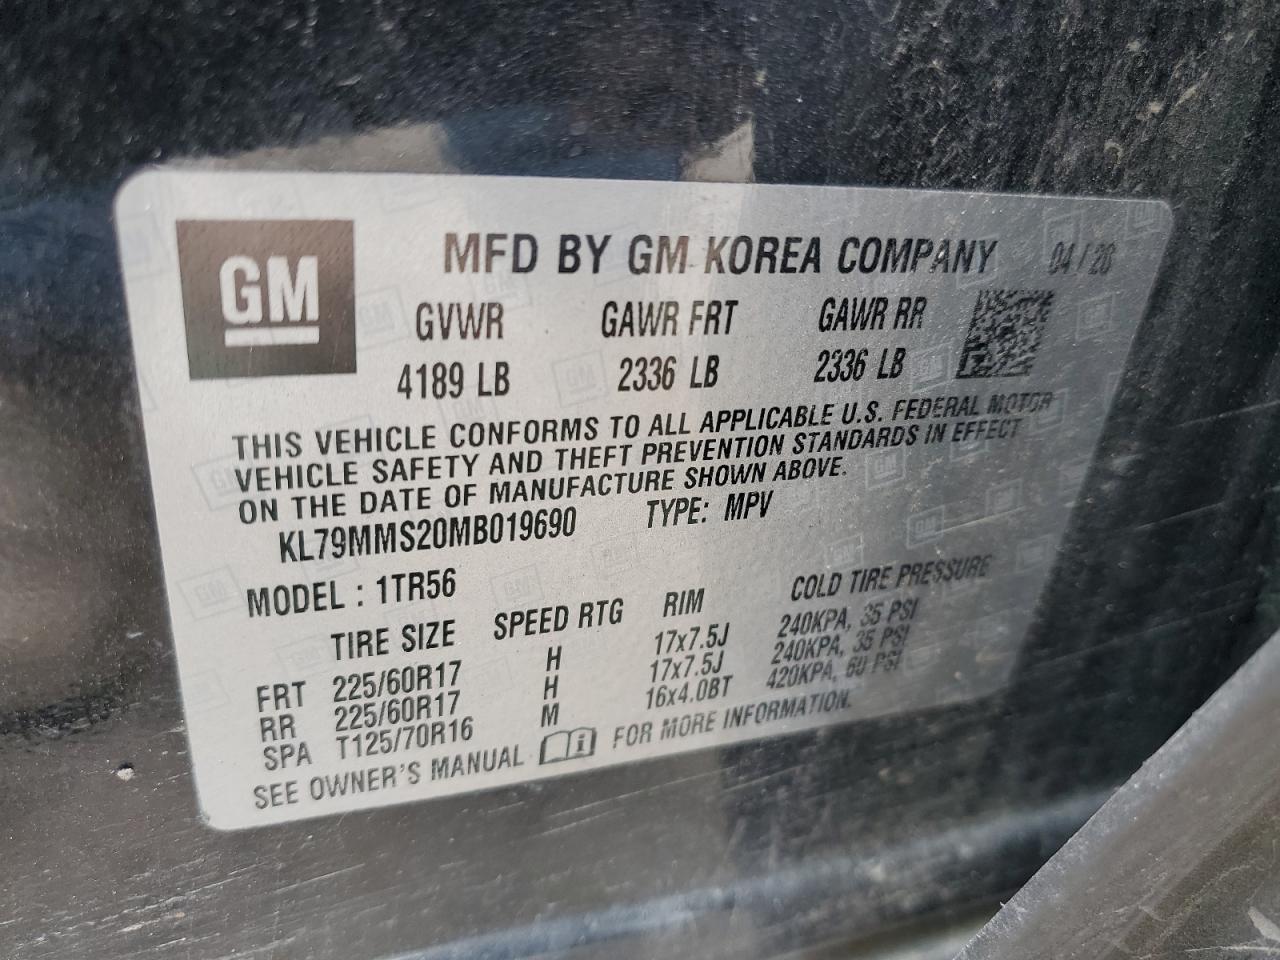 GM
MFD BY GM KOREA COMPANY 04/20
GVWR GAWR FRT GAWR RR
4189 LB 2336 LB 2336 LB
THIS VEHICLE CONFORMS TO ALL APPLICABLE U.S. FEDERAL MOTOR
VEHICLE SAFETY AND THEFT PREVENTION STANDARDS IN EFFECT
ON THE DATE OF MANUFACTURE SHOWN ABOVE.
KL79MMS20MB019690 TYPE: MPV
MODEL : 1TR56
TIRE SIZE SPEED RTG RIM COLD TIRE PRESSURE
FRT 225/60R17 H 17x7.5J 240KPA, 35 PSI
RR 225/60R17 H 17x7.5J 240KPA, 35 PSI
SPA T125/70R16 M 16x4.0BT 420KPA, 60 PSI
SEE OWNER'S MANUAL i FOR MORE INFORMATION.